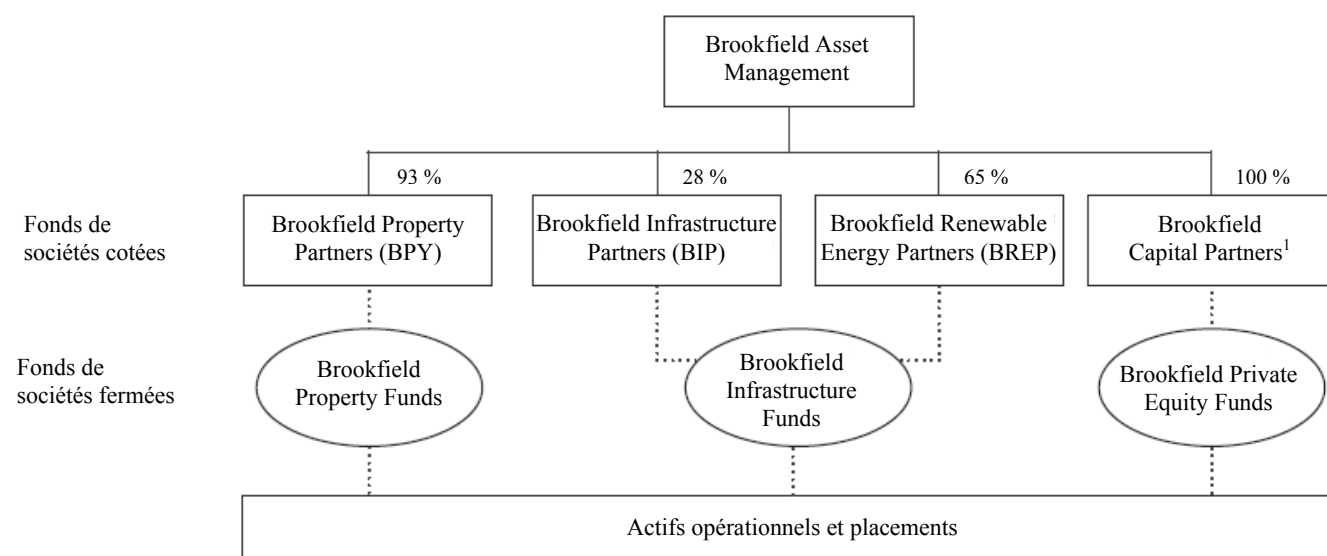 Brookfield Asset
Management
93 %
28 %
65 %
100 %
Fonds de
sociétés cotées
Brookfield Property
Partners (BPY)
Brookfield Infrastructure
Partners (BIP)
Brookfield Renewable
Energy Partners (BREP)
Brookfield
Capital Partners¹
Fonds de
sociétés fermées
Brookfield
Property Funds
Brookfield
Infrastructure
Funds
Brookfield Private
Equity Funds
Actifs opérationnels et placements